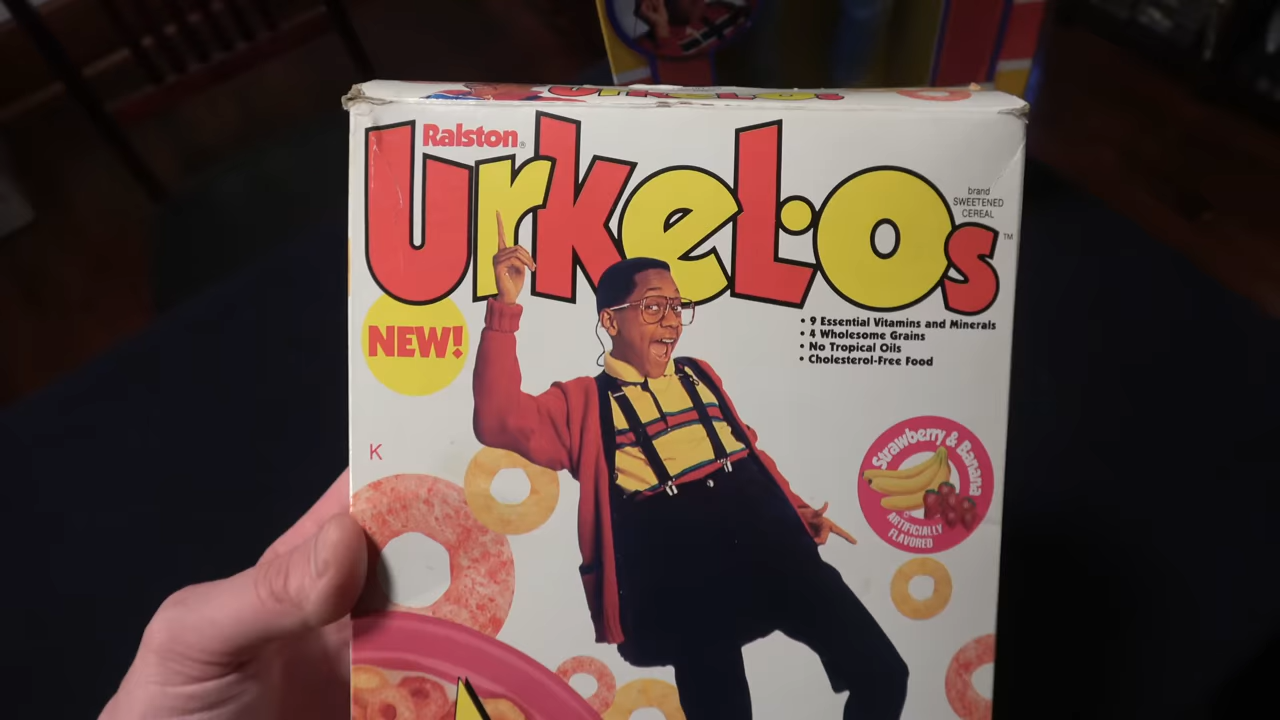 Ralston®
Urkel-Os
brand
SWEETENED
CEREAL
™
NEW!
• 9 Essential Vitamins and Minerals
• 4 Wholesome Grains
• No Tropical Oils
• Cholesterol-Free Food
K
Strawberry & Banana
ARTIFICIALLY
FLAVORED